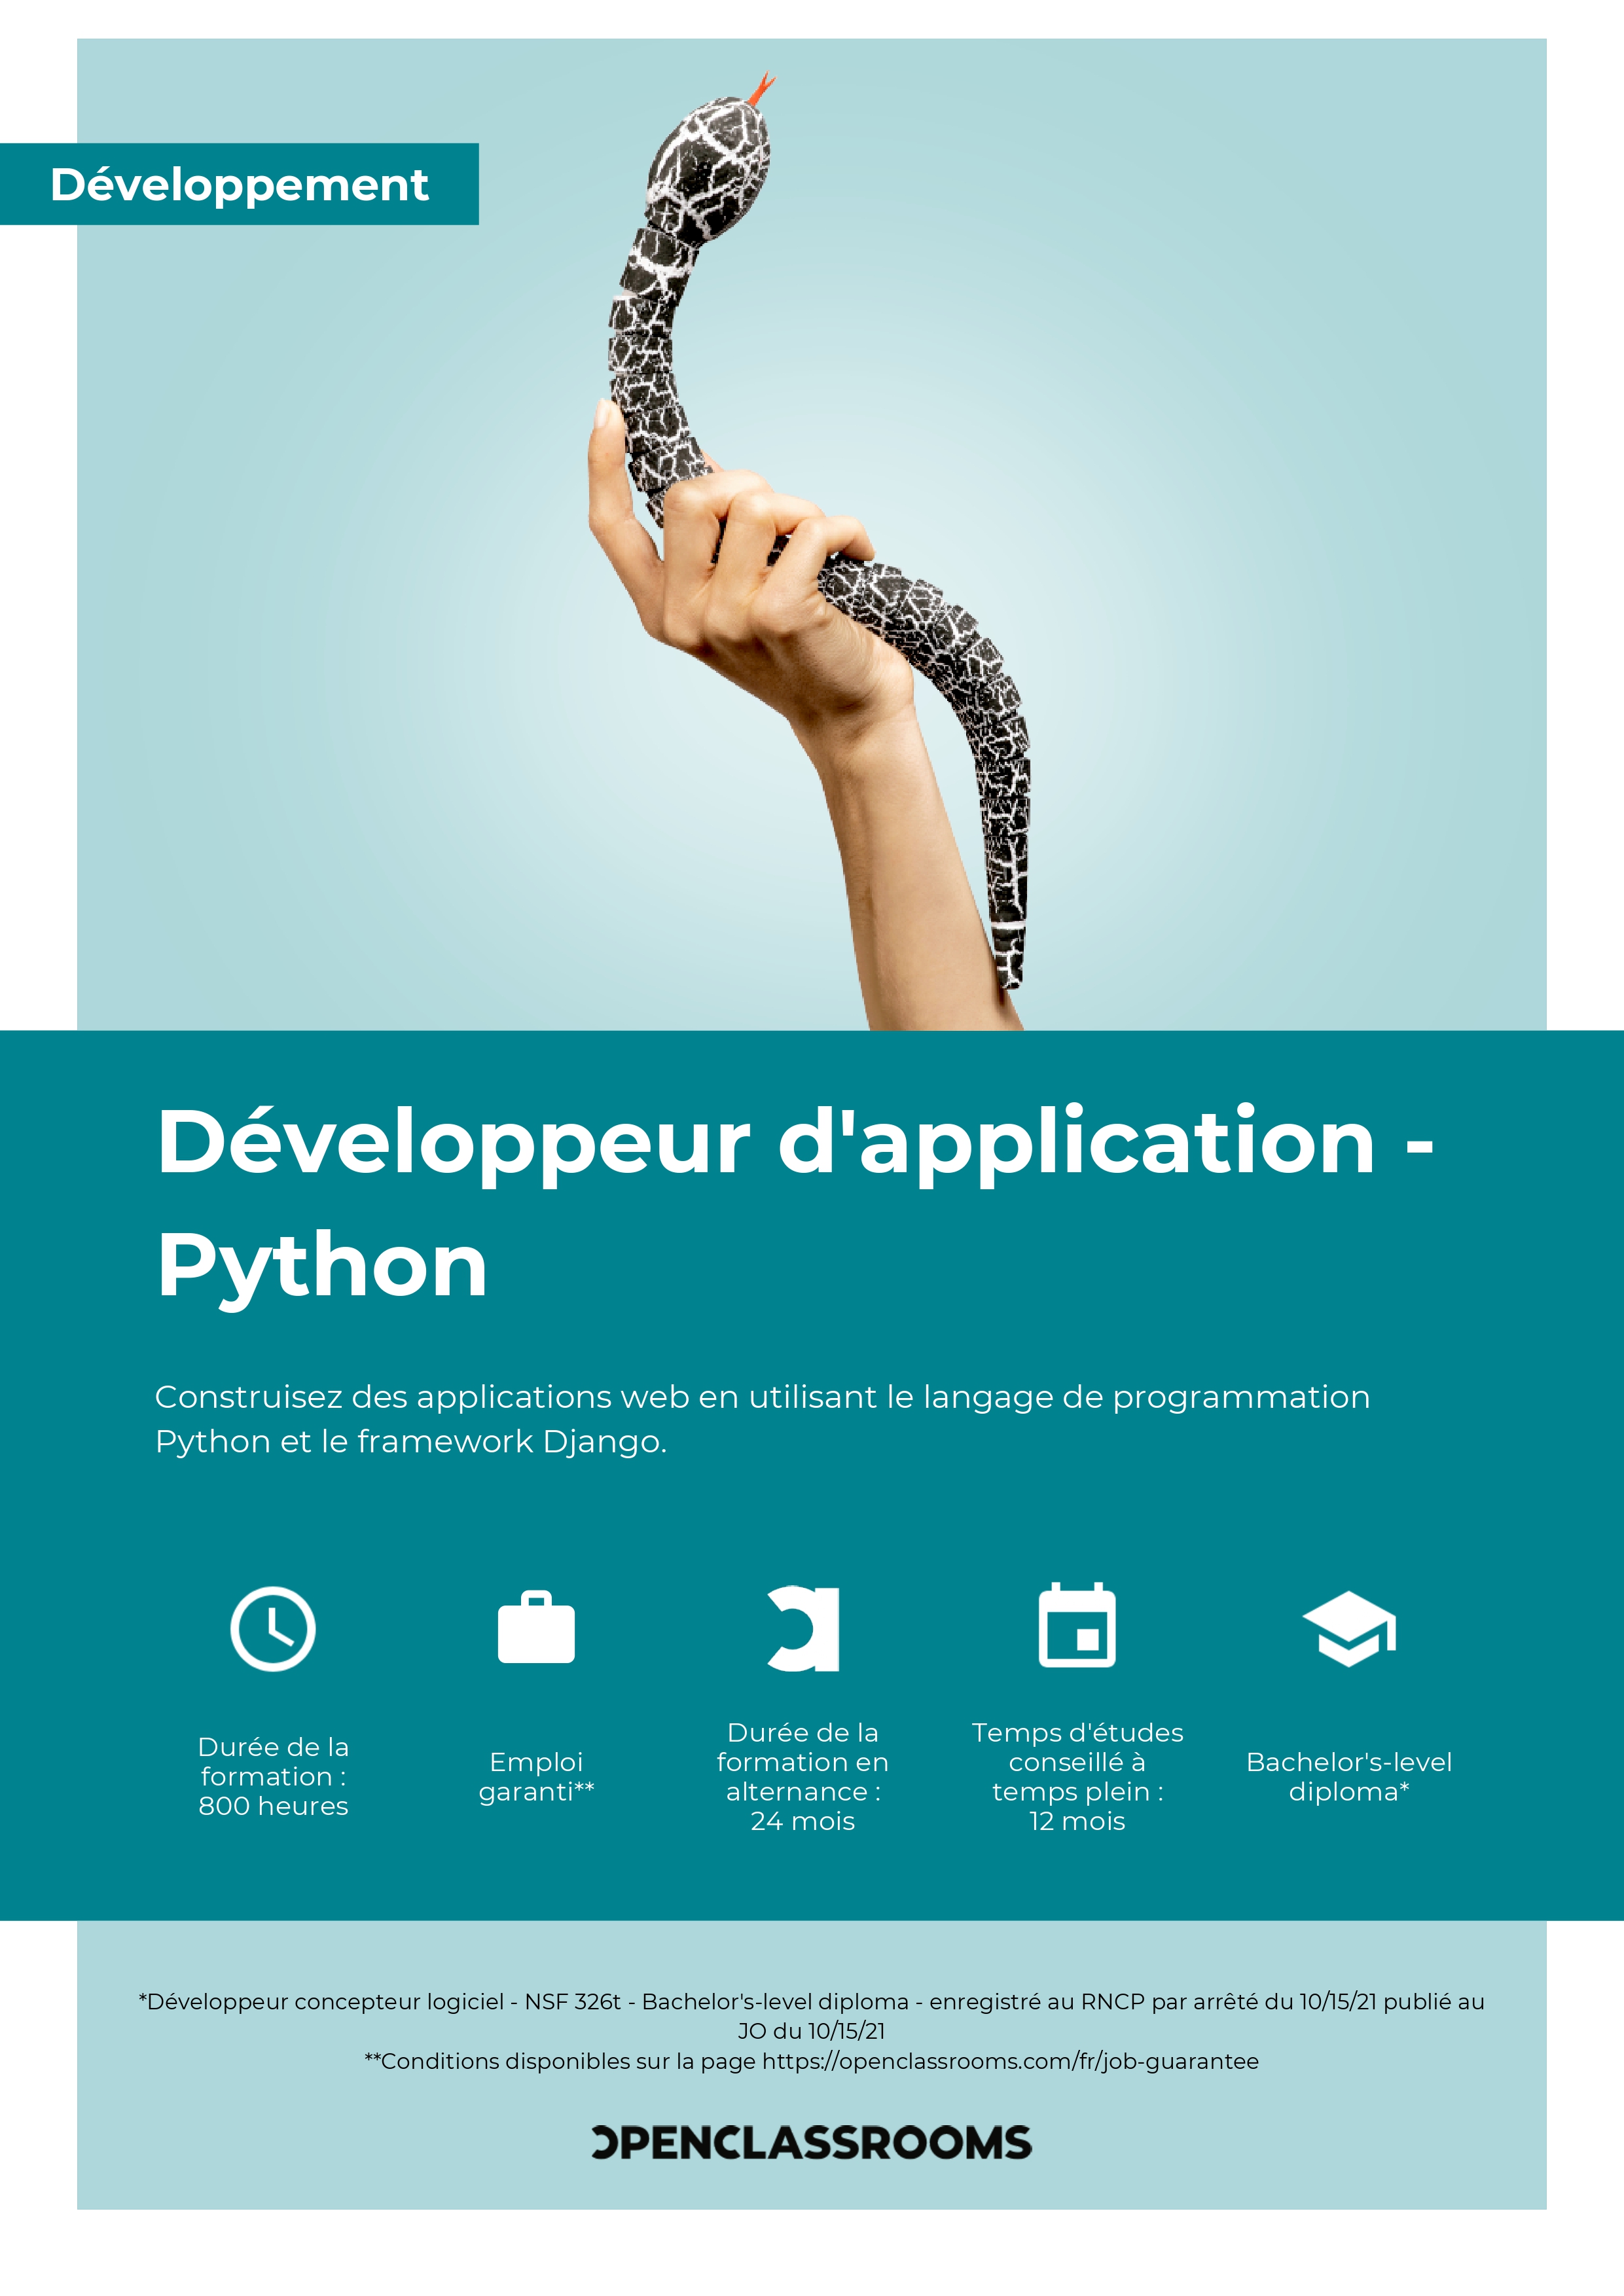 Développement
Développeur d'application -
Python
Construisez des applications web en utilisant le langage de programmation
Python et le framework Django.
Durée de la
formation :
800 heures
Emploi
garanti**
Durée de la
formation en
alternance :
24 mois
Temps d'études
conseillé à
temps plein :
12 mois
Bachelor's-level
diploma*
*Développeur concepteur logiciel - NSF 326t - Bachelor's-level diploma - enregistré au RNCP par arrêté du 10/15/21 publié au
JO du 10/15/21
**Conditions disponibles sur la page https://openclassrooms.com/fr/job-guarantee
OPENCLASSROOMS